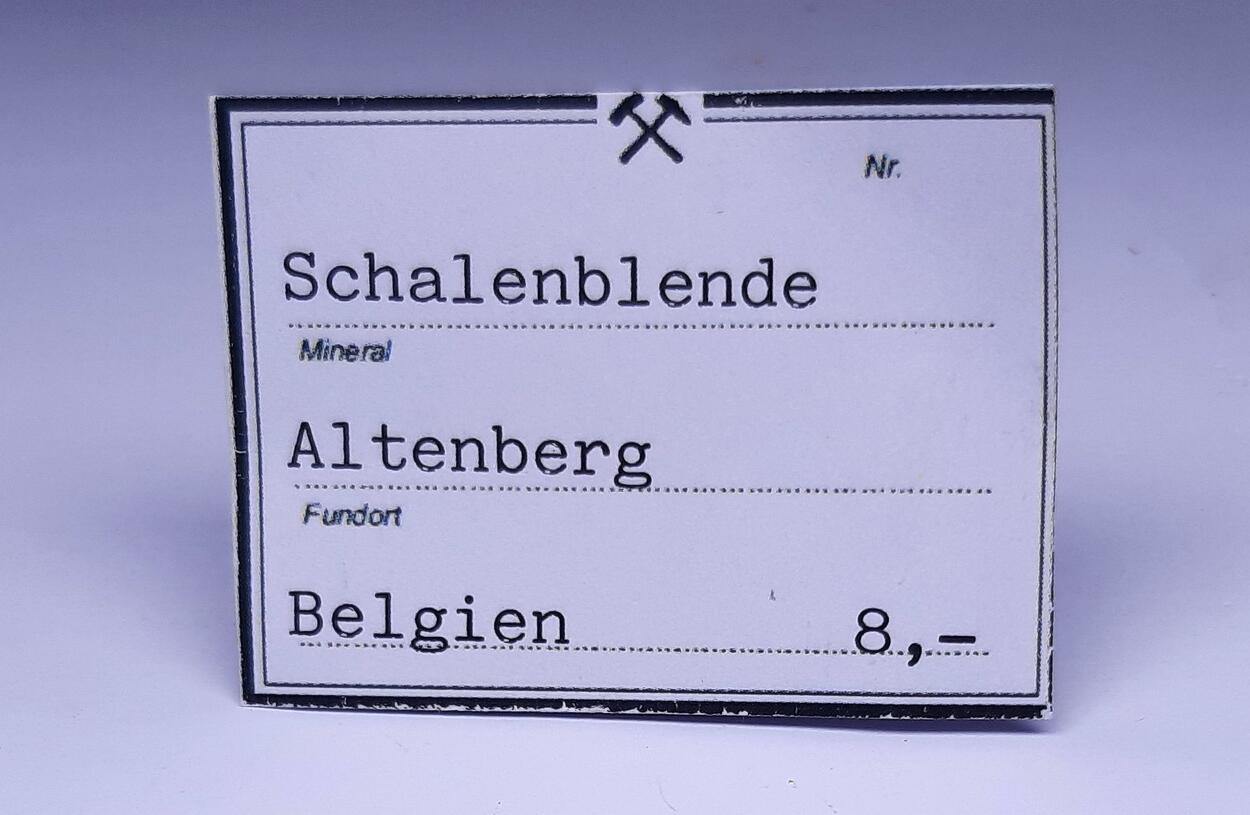 Nr.
Schalenblende
Mineral
Altenberg
Fundort
Belgien 8,-